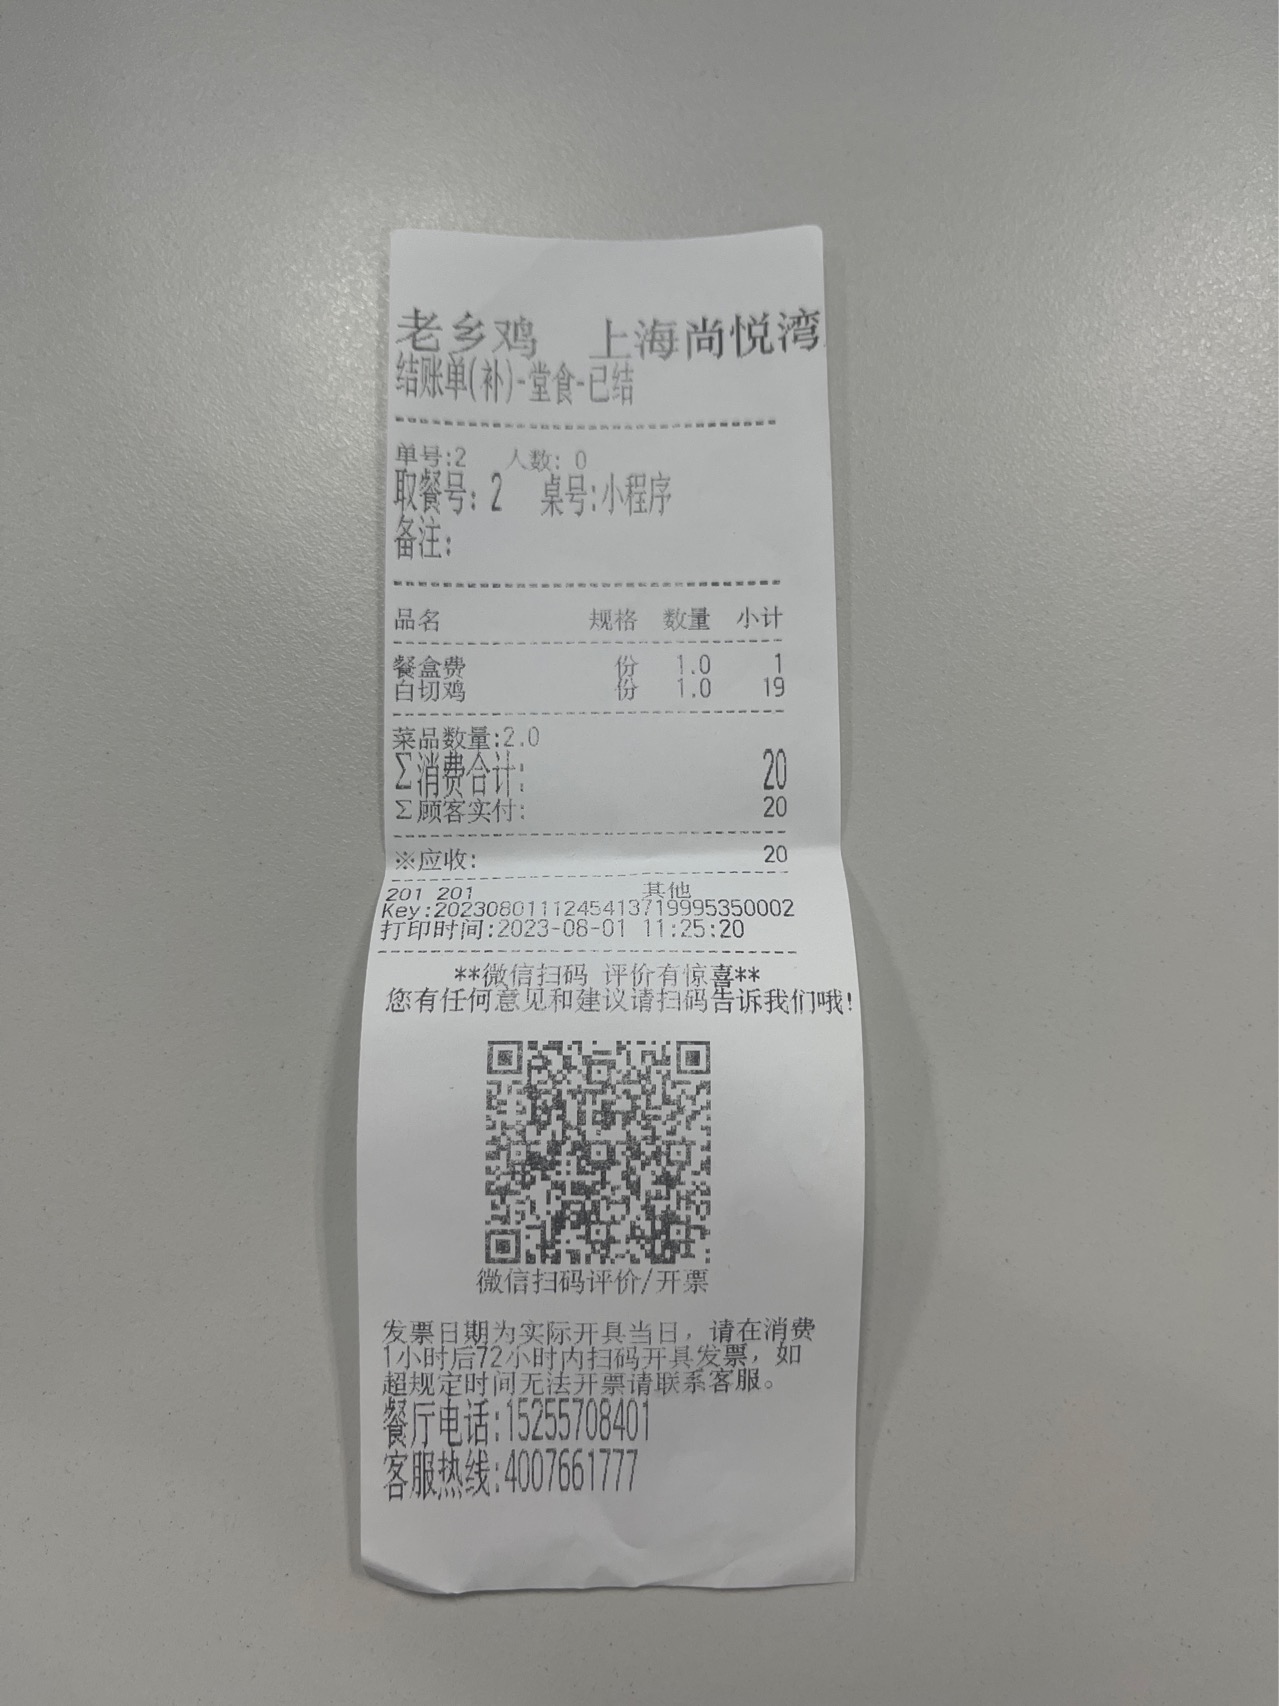 老乡鸡 上海尚悦湾
结账单(补)-堂食-已结
单号:2 人数: 0
取餐号: 2 桌号:小程序
备注:
品名 规格 数量 小计
餐盒费 份 1.0 1
白切鸡 份 1.0 19
菜品数量:2.0
Σ消费合计: 20
Σ顾客实付: 20
※应收: 20
201 201 其他
Key:20230801112454137199953​50002
打印时间:2023-08-01 11:25:20
**微信扫码 评价有惊喜**
您有任何意见和建议请扫码告诉我们哦!
微信扫码评价/开票
发票日期为实际开具当日，请在消费
1小时后72小时内扫码开具发票，如
超规定时间无法开票请联系客服。
餐厅电话:15255708401
客服热线:4007661777